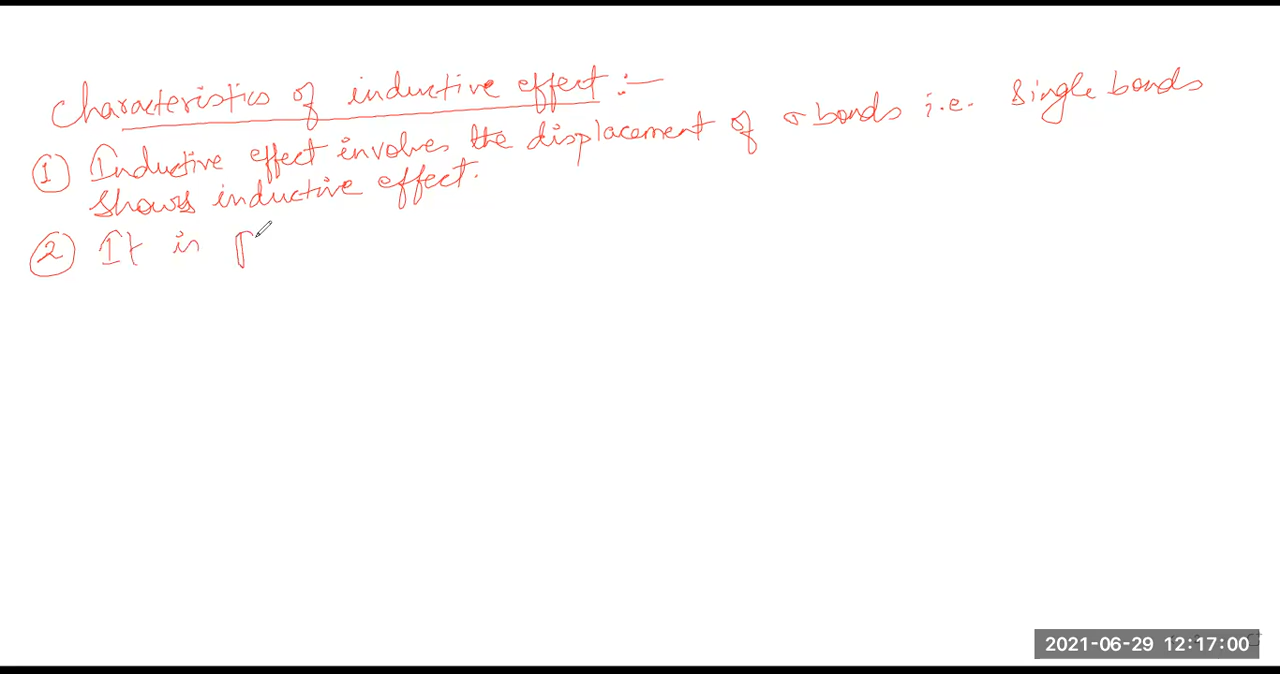 Characteristics of inductive effect :-
① Inductive effect involves the displacement of σ bonds i.e. single bonds
shows inductive effect.
② It is
2021-06-29 12:17:00